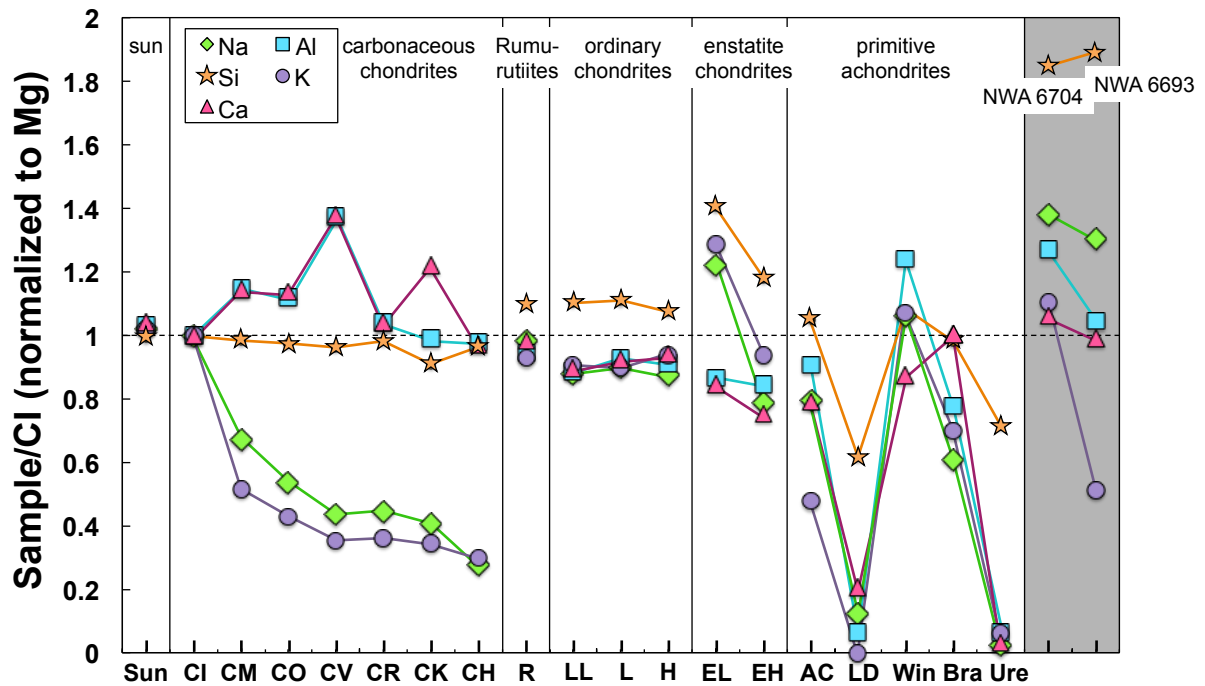 Sample/CI (normalized to Mg)
2
1.8
1.6
1.4
1.2
1
0.8
0.6
0.4
0.2
0
sun
Na
Al
Si
K
Ca
carbonaceous
chondrites
Rumu-
rutiites
ordinary
chondrites
enstatite
chondrites
primitive
achondrites
NWA 6704
NWA 6693
Sun CI CM CO CV CR CK CH R LL L H EL EH AC LD Win Bra Ure